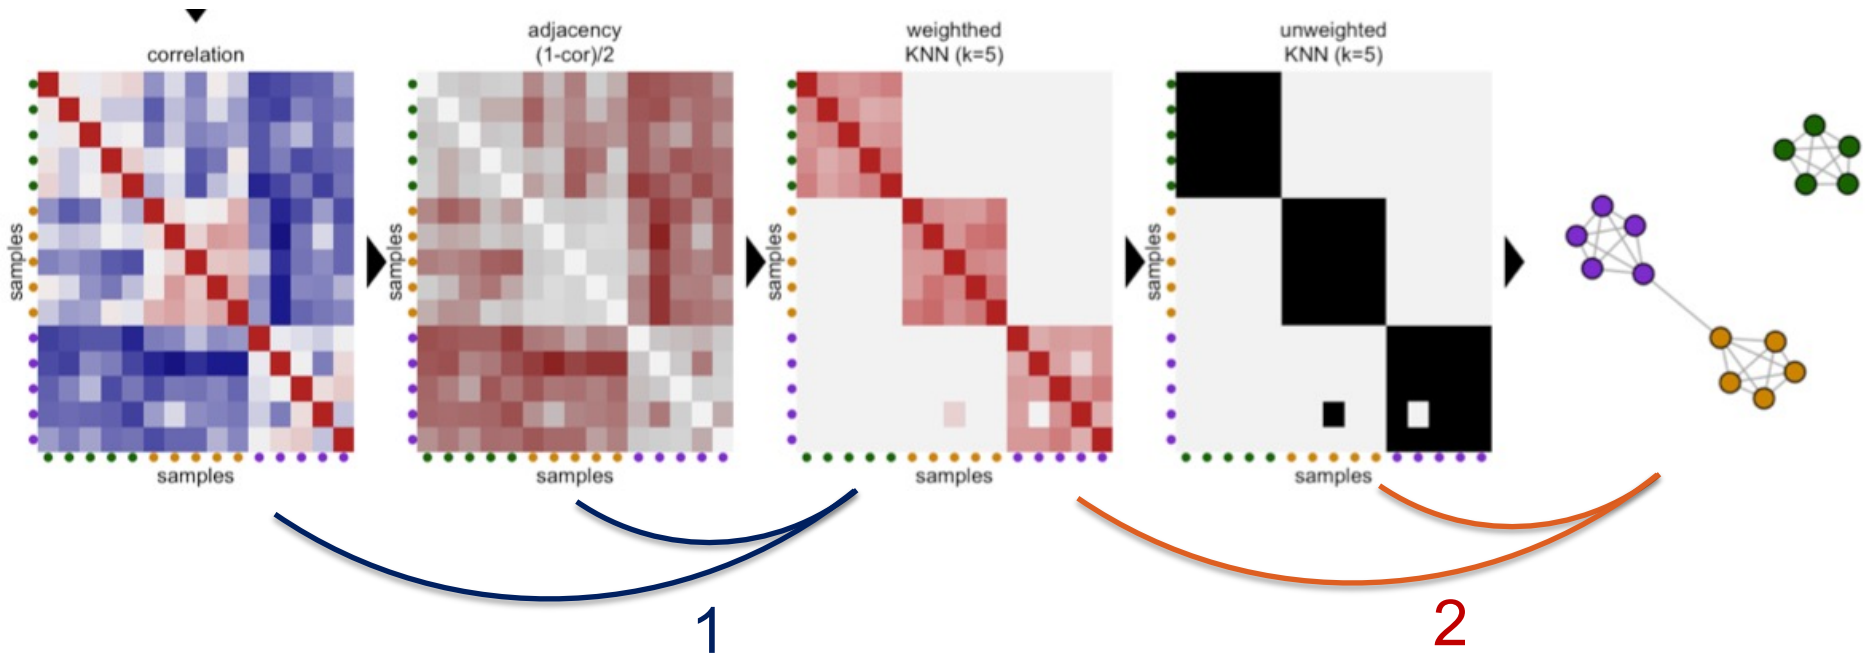 correlation
adjacency
(1-cor)/2
weighthed
KNN (k=5)
unweighted
KNN (k=5)
samples
samples
samples
samples
samples
samples
samples
samples
1
2